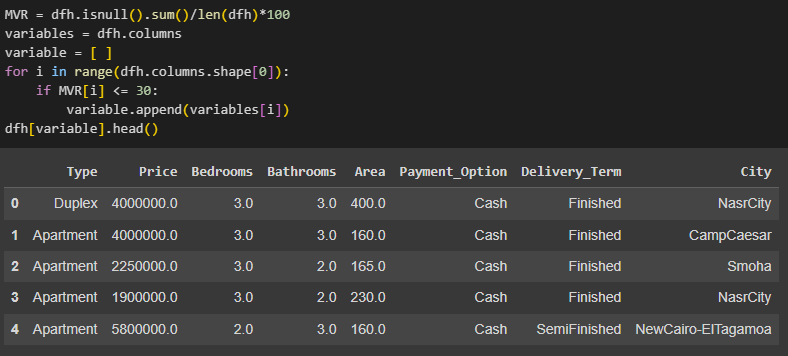 MVR = dfh.isnull().sum()/len(dfh)*100
variables = dfh.columns
variable = [ ]
for i in range(dfh.columns.shape[0]):
    if MVR[i] <= 30:
        variable.append(variables[i])
dfh[variable].head()
Type Price Bedrooms Bathrooms Area Payment_Option Delivery_Term City
0 Duplex 4000000.0 3.0 3.0 400.0 Cash Finished NasrCity
1 Apartment 4000000.0 3.0 3.0 160.0 Cash Finished CampCaesar
2 Apartment 2250000.0 3.0 2.0 165.0 Cash Finished Smoha
3 Apartment 1900000.0 3.0 2.0 230.0 Cash Finished NasrCity
4 Apartment 5800000.0 2.0 3.0 160.0 Cash SemiFinished NewCairo-ElTagamoa